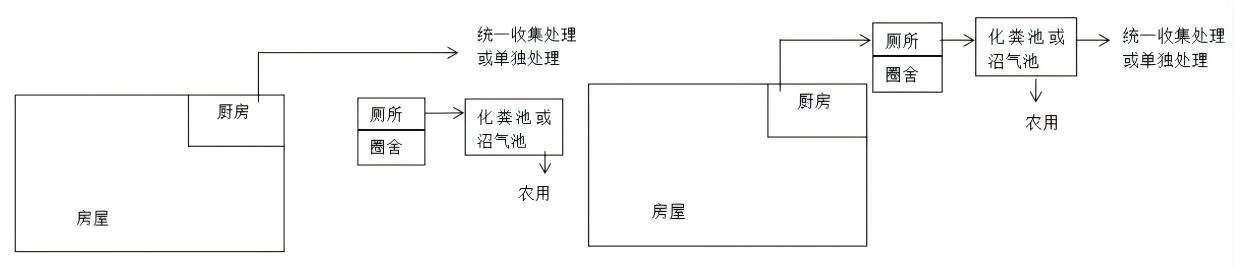 统一收集处理
或单独处理
厨房
厕所
圈舍
化粪池或
沼气池
农用
房屋
厕所
圈舍
化粪池或
沼气池
统一收集处理
或单独处理
农用
厨房
房屋